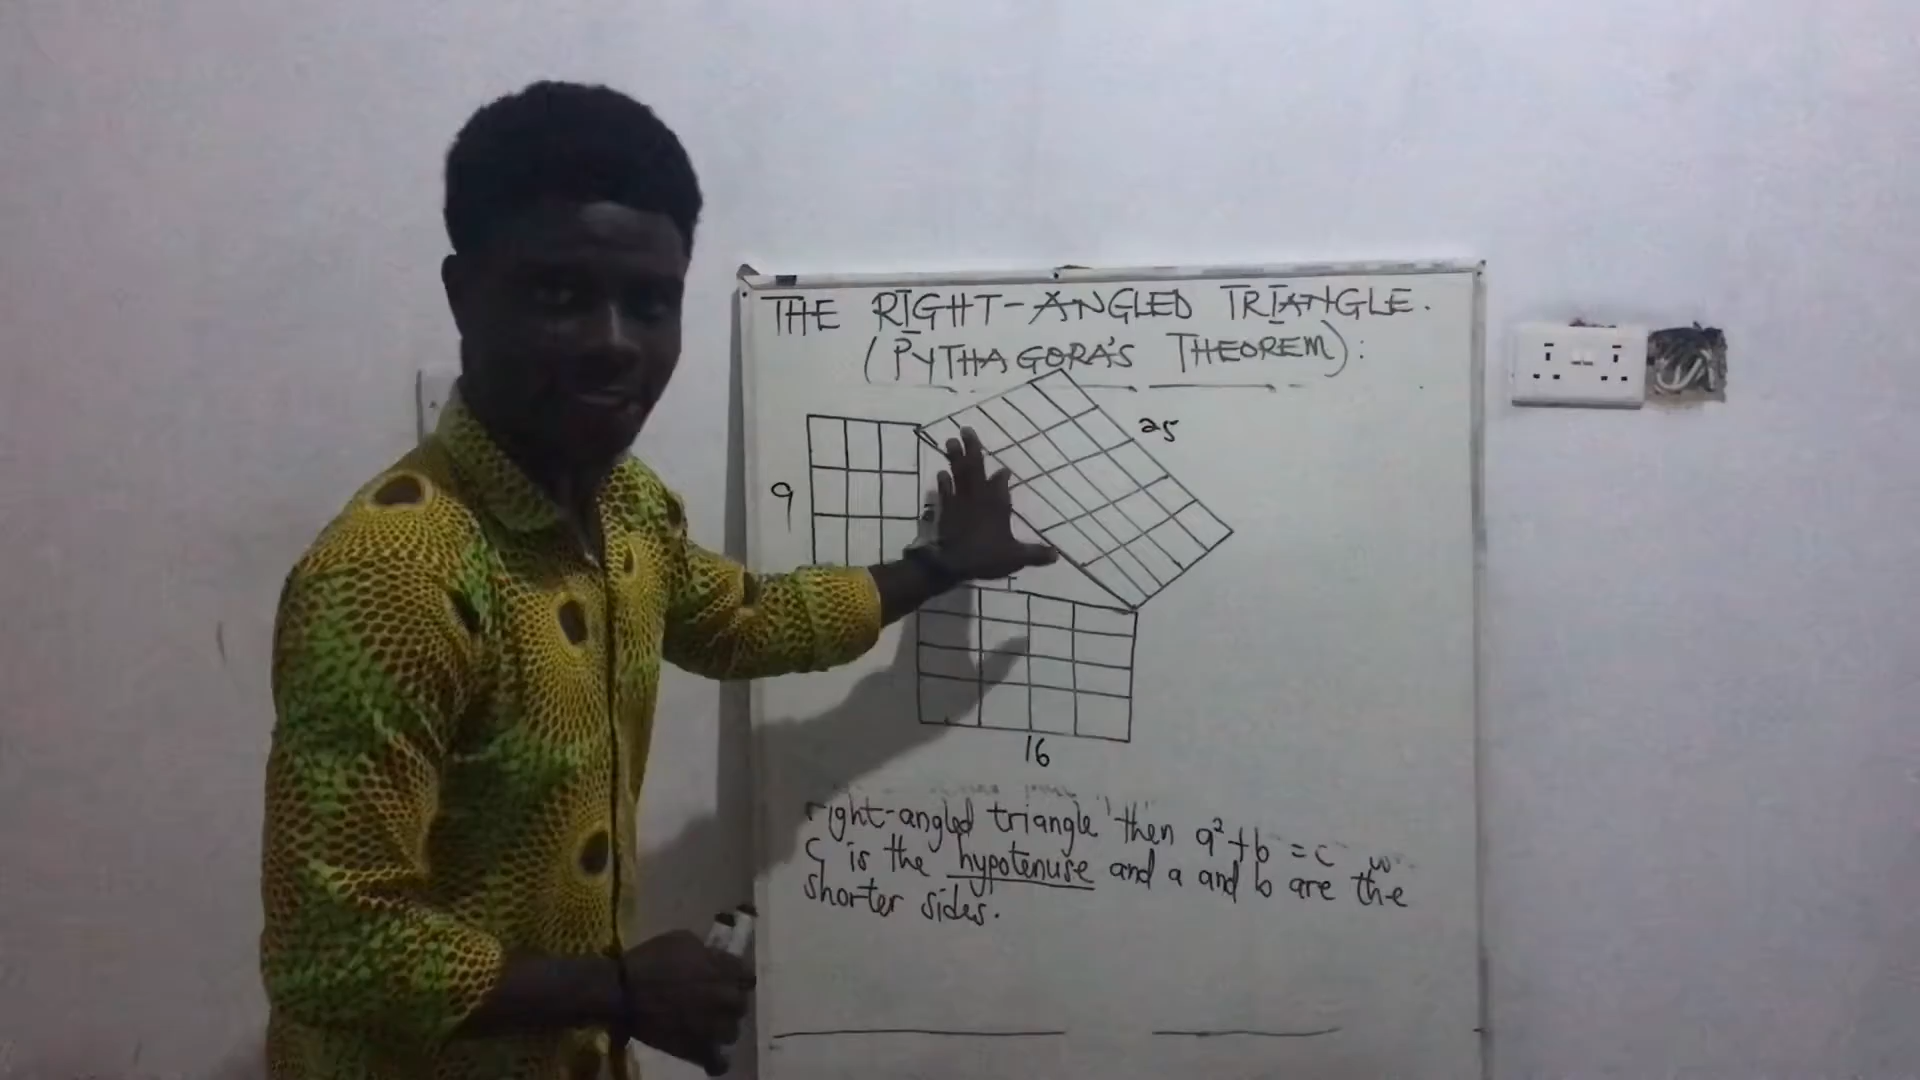 THE RIGHT-ANGLED TRIANGLE.
(PYTHAGORA'S THEOREM):
25
9
16
right-angled triangle then a²+b =c
c is the hypotenuse and a and b are the
shorter sides.